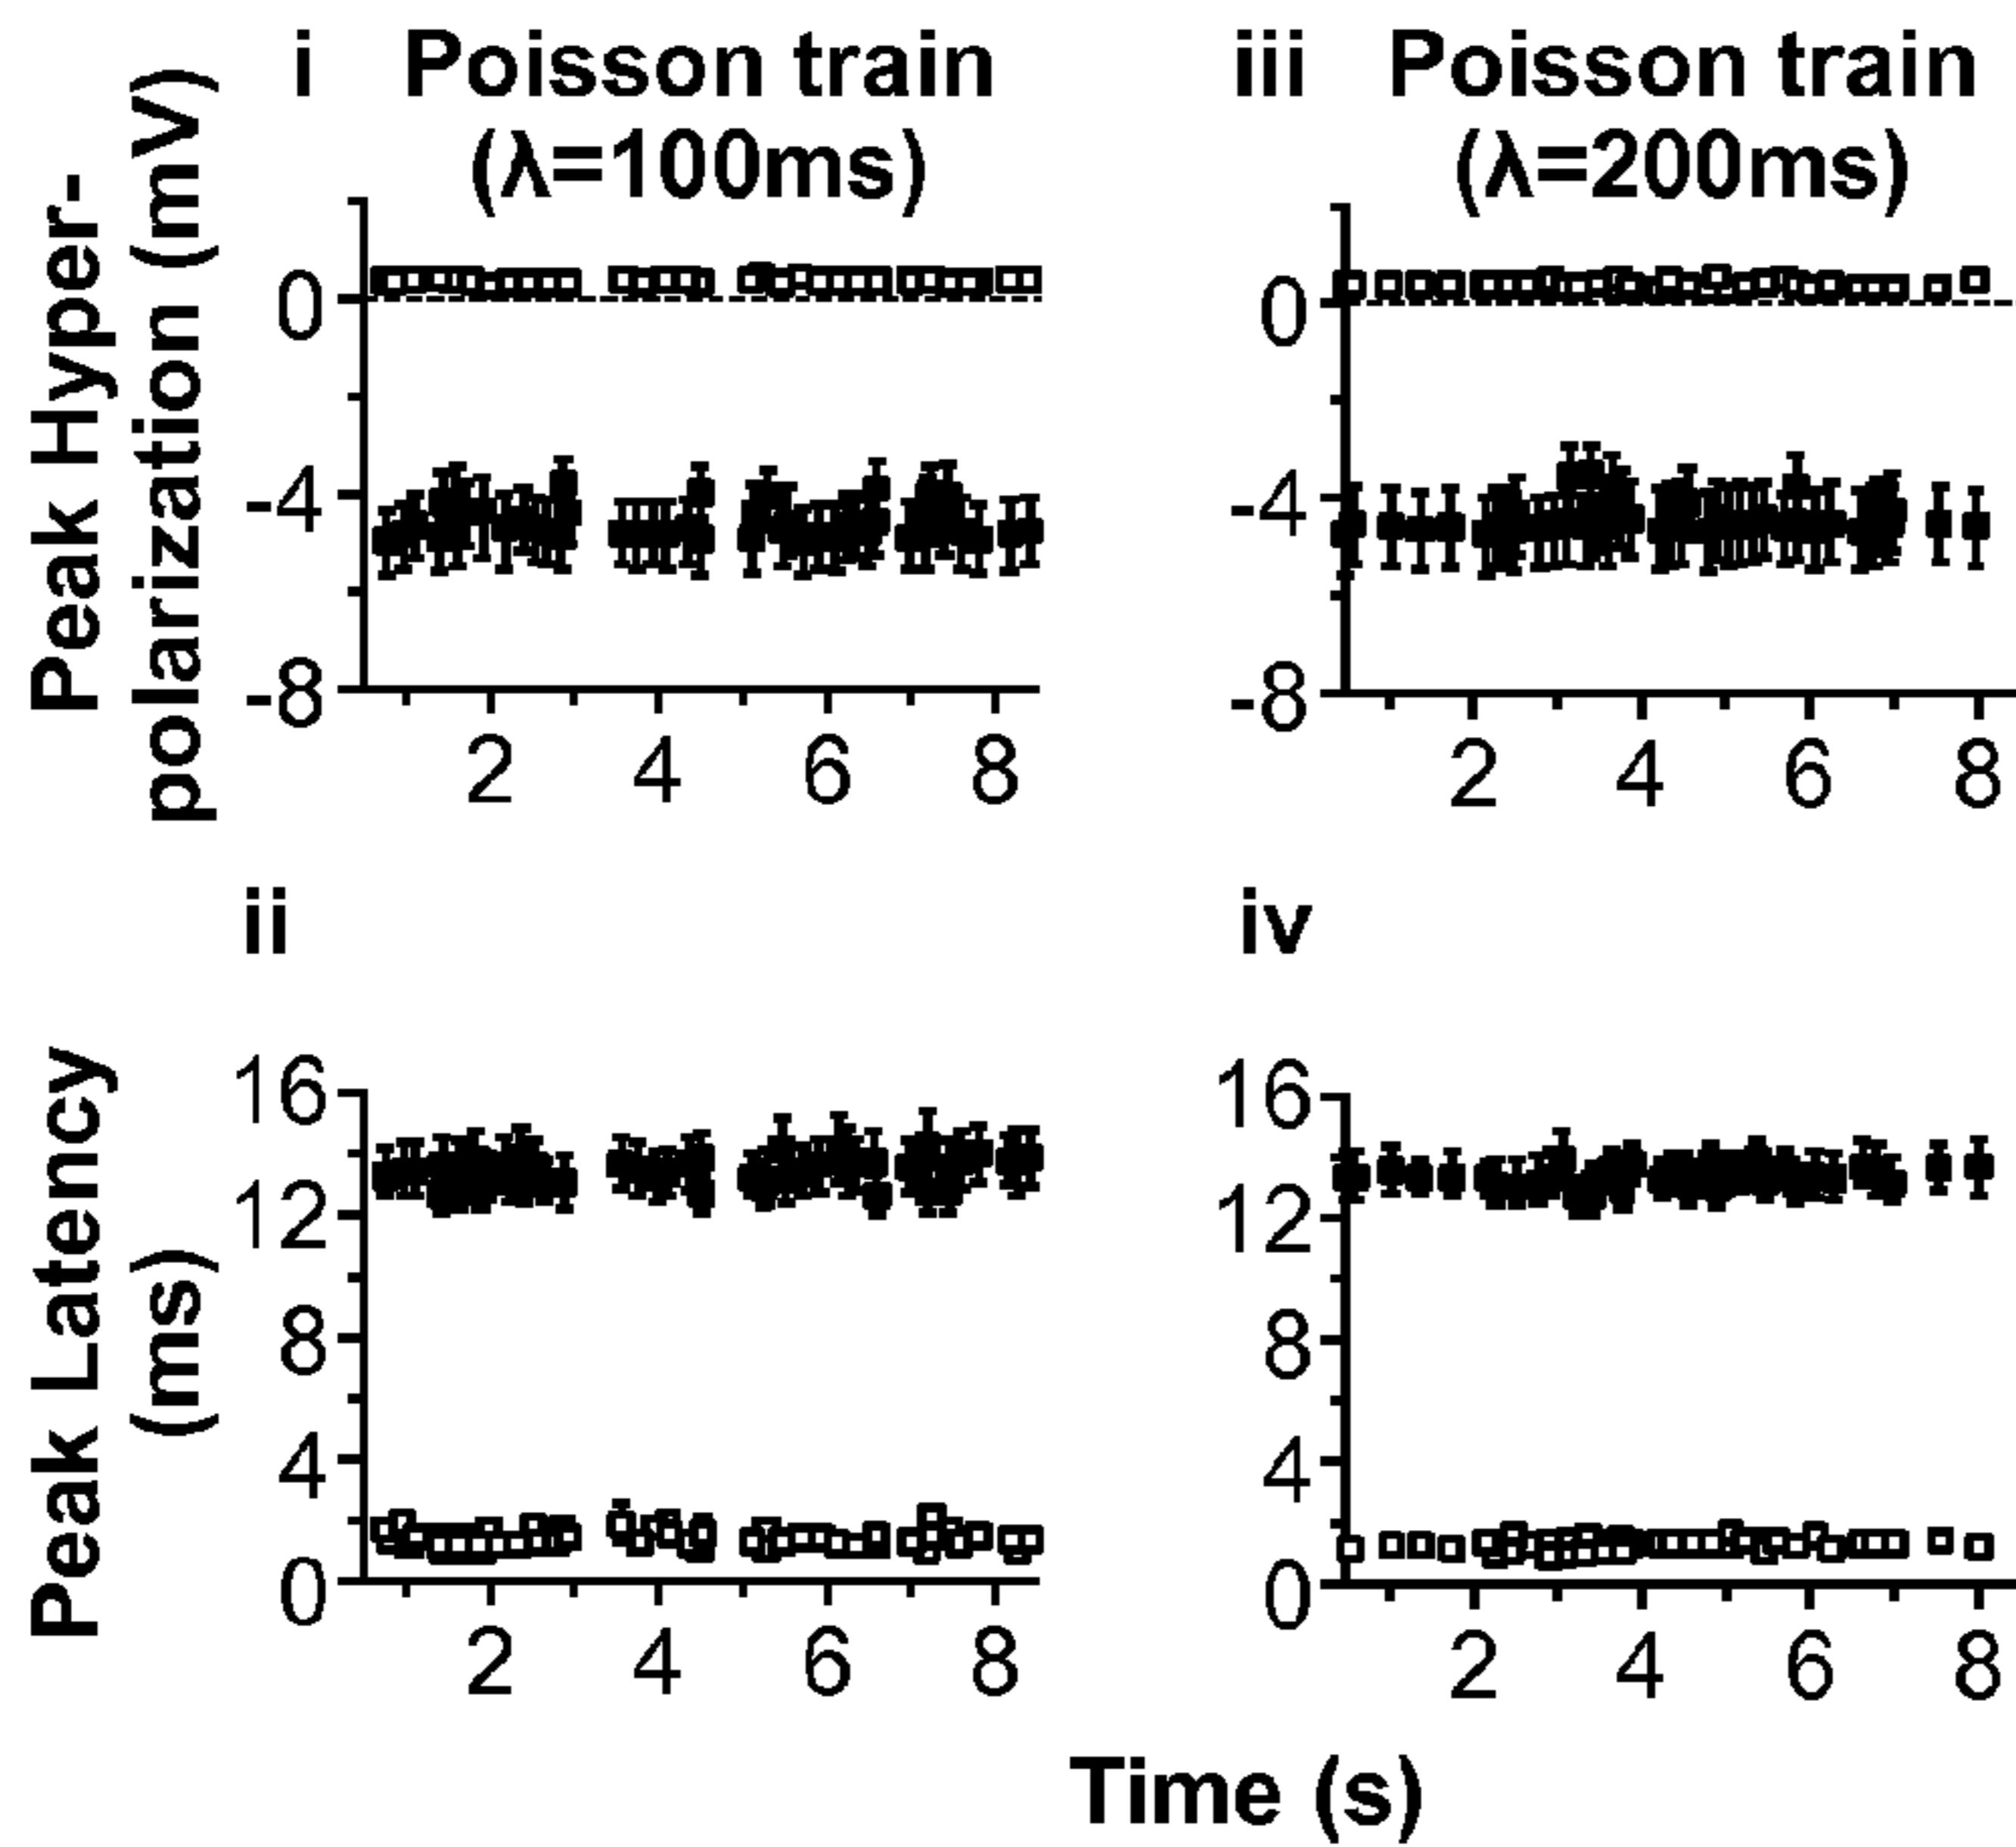 i Poisson train
(λ=100ms)
iii Poisson train
(λ=200ms)
Peak Hyper-
polarization (mV)
0
-4
-8
2 4 6 8
0
-4
-8
2 4 6 8
ii
iv
Peak Latency
(ms)
16
12
8
4
0
2 4 6 8
16
12
8
4
0
2 4 6 8
Time (s)